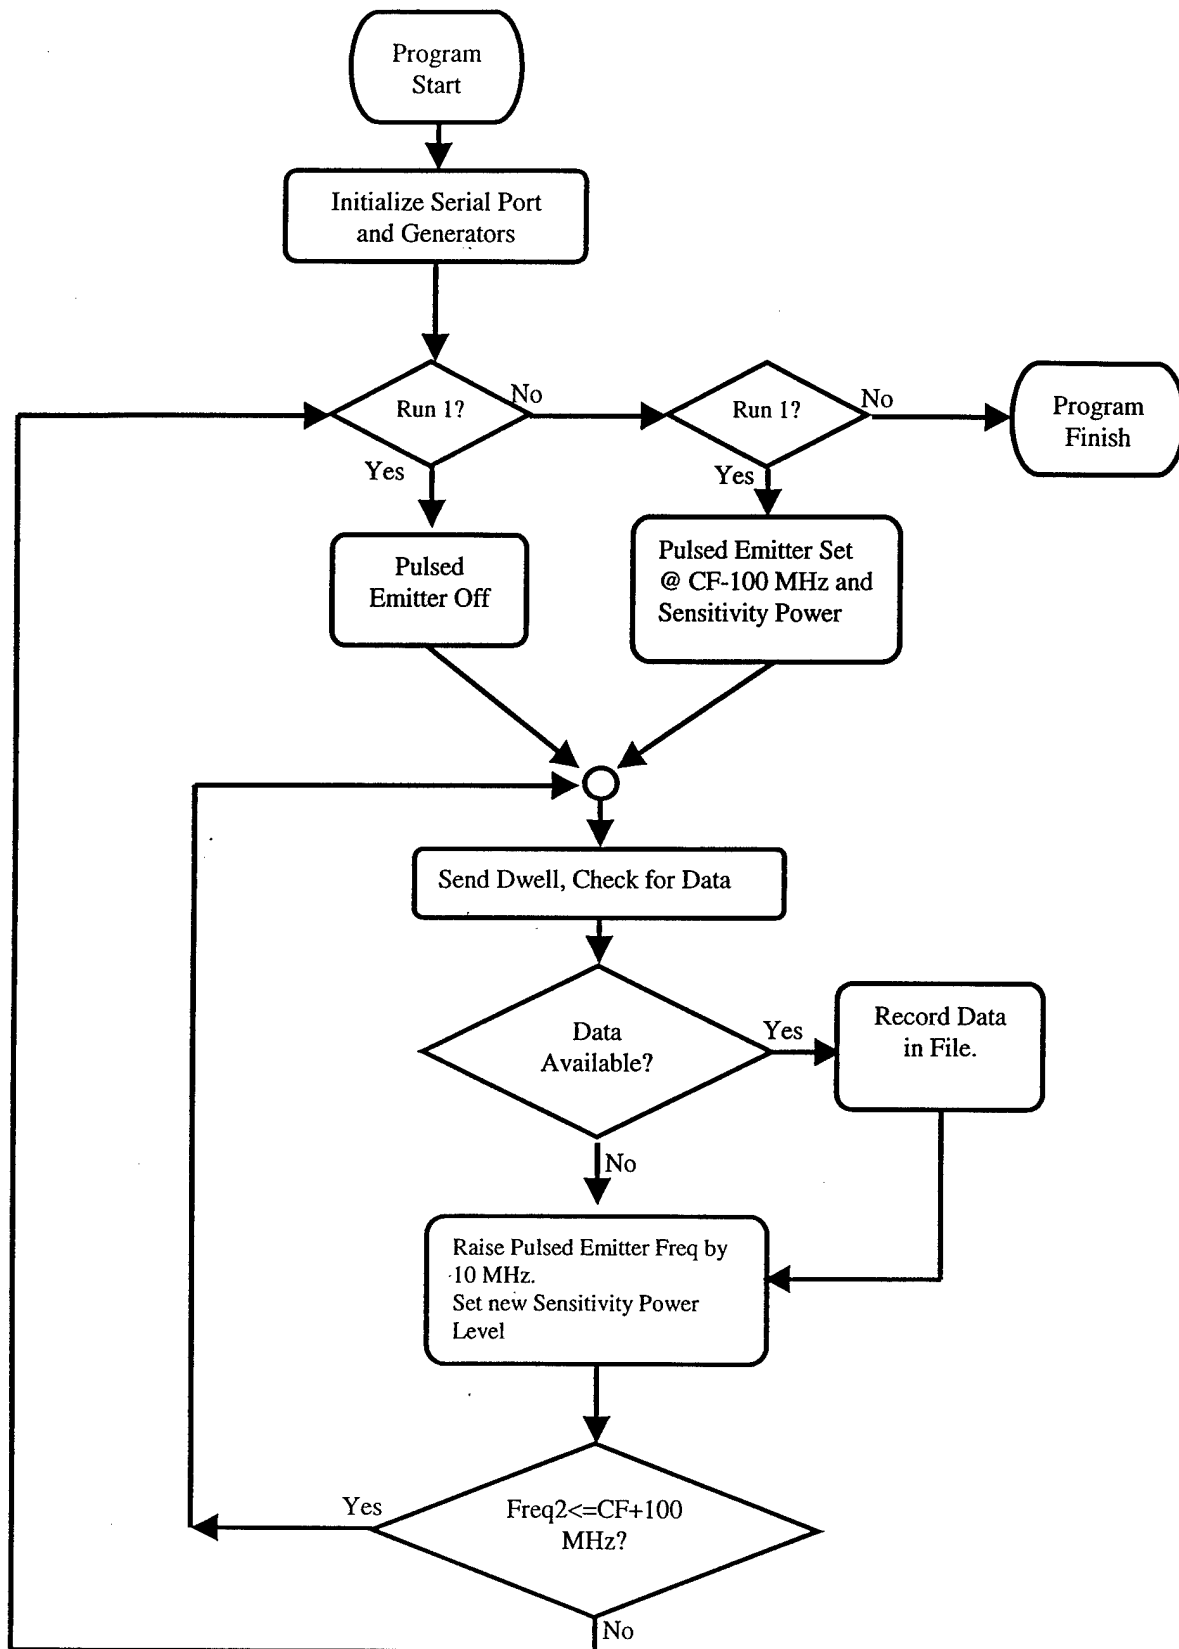 Program
Start
Initialize Serial Port
and Generators
Run 1?
No
Run 1?
No
Program
Finish
Yes
Yes
Pulsed
Emitter Off
Pulsed Emitter Set
@ CF-100 MHz and
Sensitivity Power
Send Dwell, Check for Data
Data
Available?
Yes
Record Data
in File.
No
Raise Pulsed Emitter Freq by
10 MHz.
Set new Sensitivity Power
Level
Yes
Freq2<=CF+100
MHz?
No